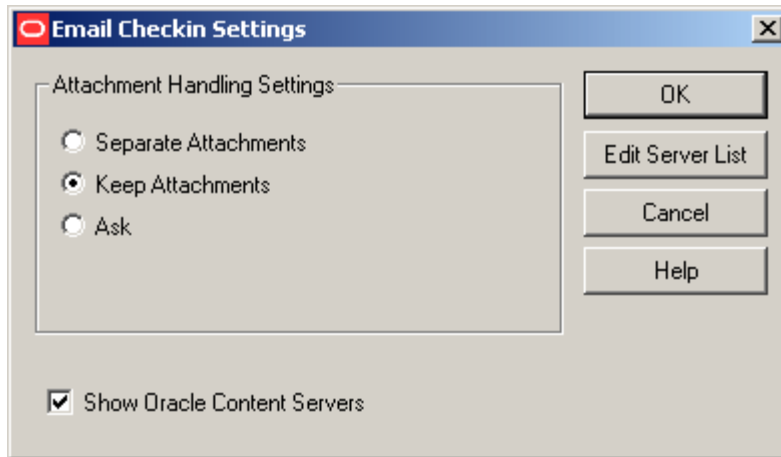 Email Checkin Settings
Attachment Handling Settings
Separate Attachments
Keep Attachments
Ask
OK
Edit Server List
Cancel
Help
Show Oracle Content Servers